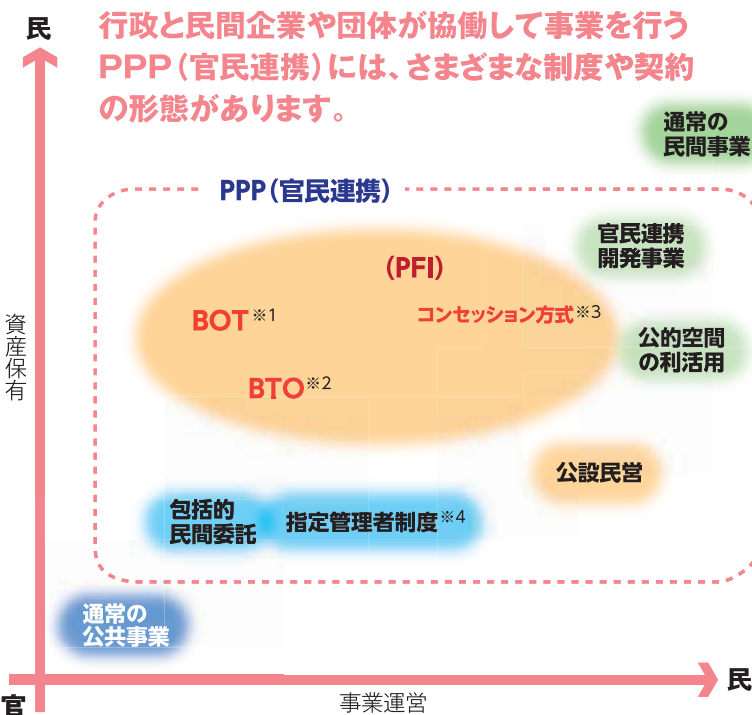 民
行政と民間企業や団体が協働して事業を行う
PPP(官民連携)には、さまざまな制度や契約
の形態があります。
通常の
民間事業
PPP(官民連携)
官民連携
開発事業
(PFI)
BOT※1
コンセッション方式※3
資産保有
公的空間
の利活用
BTO※2
公設民営
包括的
民間委託
指定管理者制度※4
通常の
公共事業
民
官
事業運営